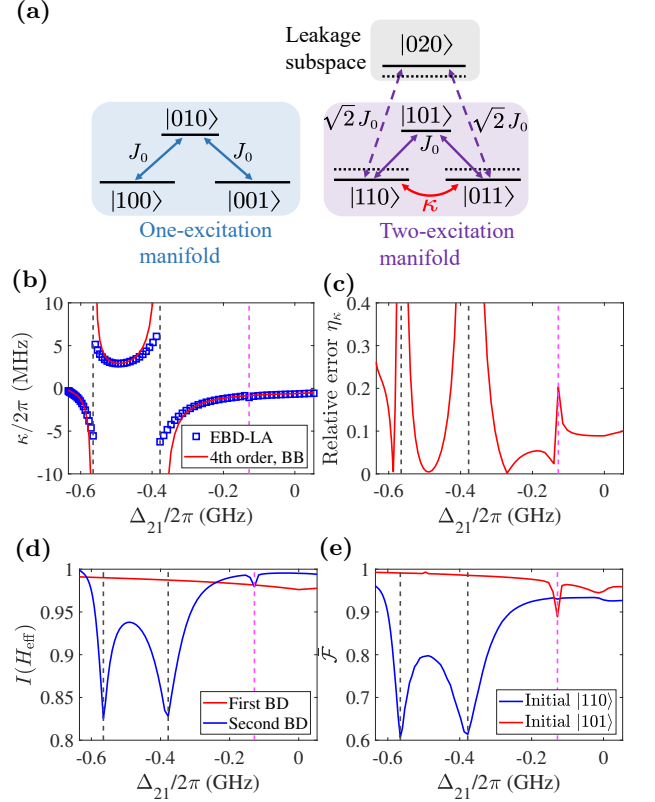 (a)
Leakage
subspace
|020⟩
|010⟩
|101⟩
√2 J₀
√2 J₀
J₀
J₀
J₀
|100⟩
|001⟩
|110⟩
|011⟩
κ
One-excitation
manifold
Two-excitation
manifold
(b)
κ/2π (MHz)
10
5
0
-5
-10
EBD-LA
4th order, BB
-0.6
-0.4
-0.2
0
Δ₂₁/2π (GHz)
(c)
Relative error ηκ
0.4
0.3
0.2
0.1
0
-0.6
-0.4
-0.2
0
Δ₂₁/2π (GHz)
(d)
I(H_eff)
1
0.95
0.9
0.85
0.8
First BD
Second BD
-0.6
-0.4
-0.2
0
Δ₂₁/2π (GHz)
(e)
F̄
1
0.9
0.8
0.7
0.6
Initial |110⟩
Initial |101⟩
-0.6
-0.4
-0.2
0
Δ₂₁/2π (GHz)